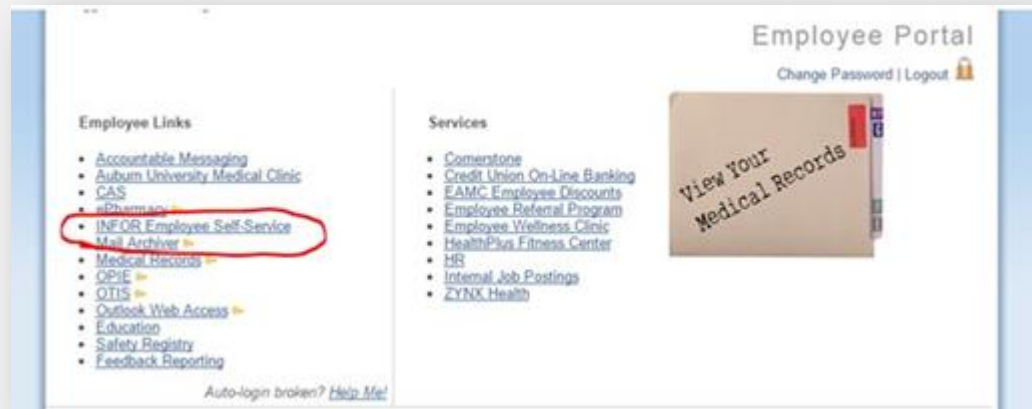 Employee Portal
Change Password | Logout
Employee Links
Accountable Messaging
Auburn University Medical Clinic
CAS
ePharmacy
INFOR Employee Self-Service
Mail Archiver
Medical Records
OPIE
OTIS
Outlook Web Access
Education
Safety Registry
Feedback Reporting
Auto-login broken? Help Me!
Services
Cornerstone
Credit Union On-Line Banking
EAMC Employee Discounts
Employee Referral Program
Employee Wellness Clinic
HealthPlus Fitness Center
HR
Internal Job Postings
ZYNX Health
View Your
Medical Records